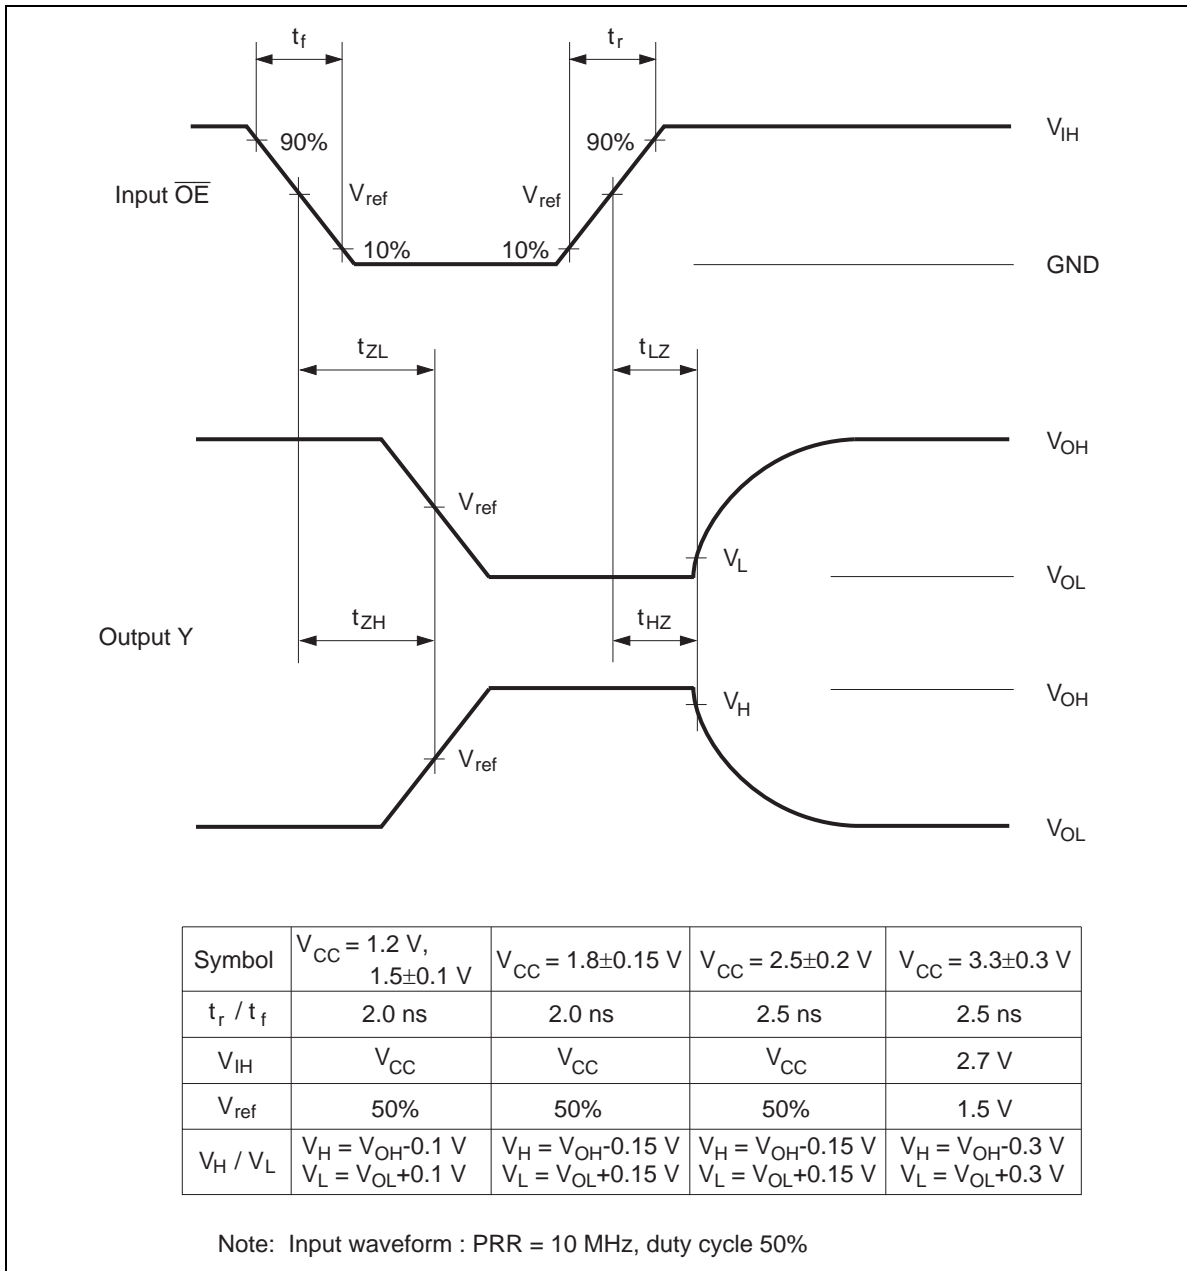 tf
tr
90%
90%
VIH
Input OE
Vref
Vref
10%
10%
GND
tZL
tLZ
VOH
Vref
VL
VOL
tZH
tHZ
Output Y
VOH
VH
Vref
VOL
Symbol VCC = 1.2 V, 1.5±0.1 V VCC = 1.8±0.15 V VCC = 2.5±0.2 V VCC = 3.3±0.3 V
tr / tf 2.0 ns 2.0 ns 2.5 ns 2.5 ns
VIH VCC VCC VCC 2.7 V
Vref 50% 50% 50% 1.5 V
VH / VL VH = VOH-0.1 V VH = VOH-0.15 V VH = VOH-0.15 V VH = VOH-0.3 V
VL = VOL+0.1 V VL = VOL+0.15 V VL = VOL+0.15 V VL = VOL+0.3 V
Note: Input waveform : PRR = 10 MHz, duty cycle 50%